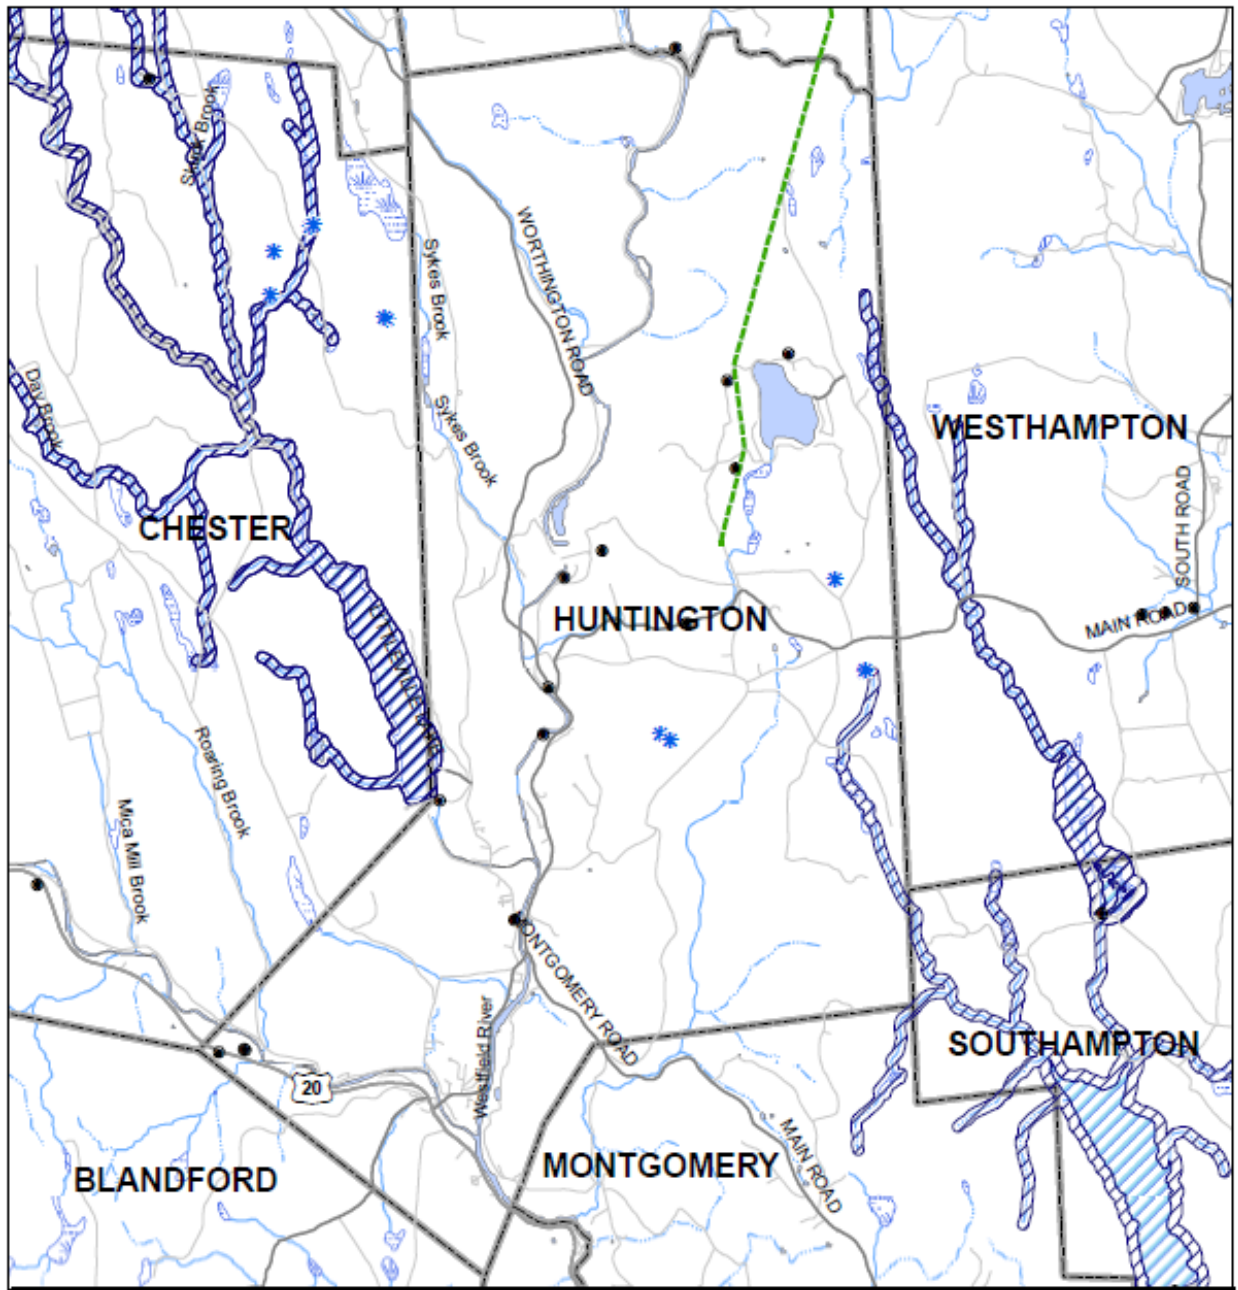 Shark Brook
Sykes Brook
WORTHINGTON ROAD
Day Brook
Sykes Brook
WESTHAMPTON
CHESTER
SOUTH ROAD
HUNTINGTON
MAIN ROAD
Roaring Brook
Mica Mill Brook
MONTGOMERY ROAD
Westfield River
SOUTHAMPTON
20
BLANDFORD
MONTGOMERY
MAIN ROAD